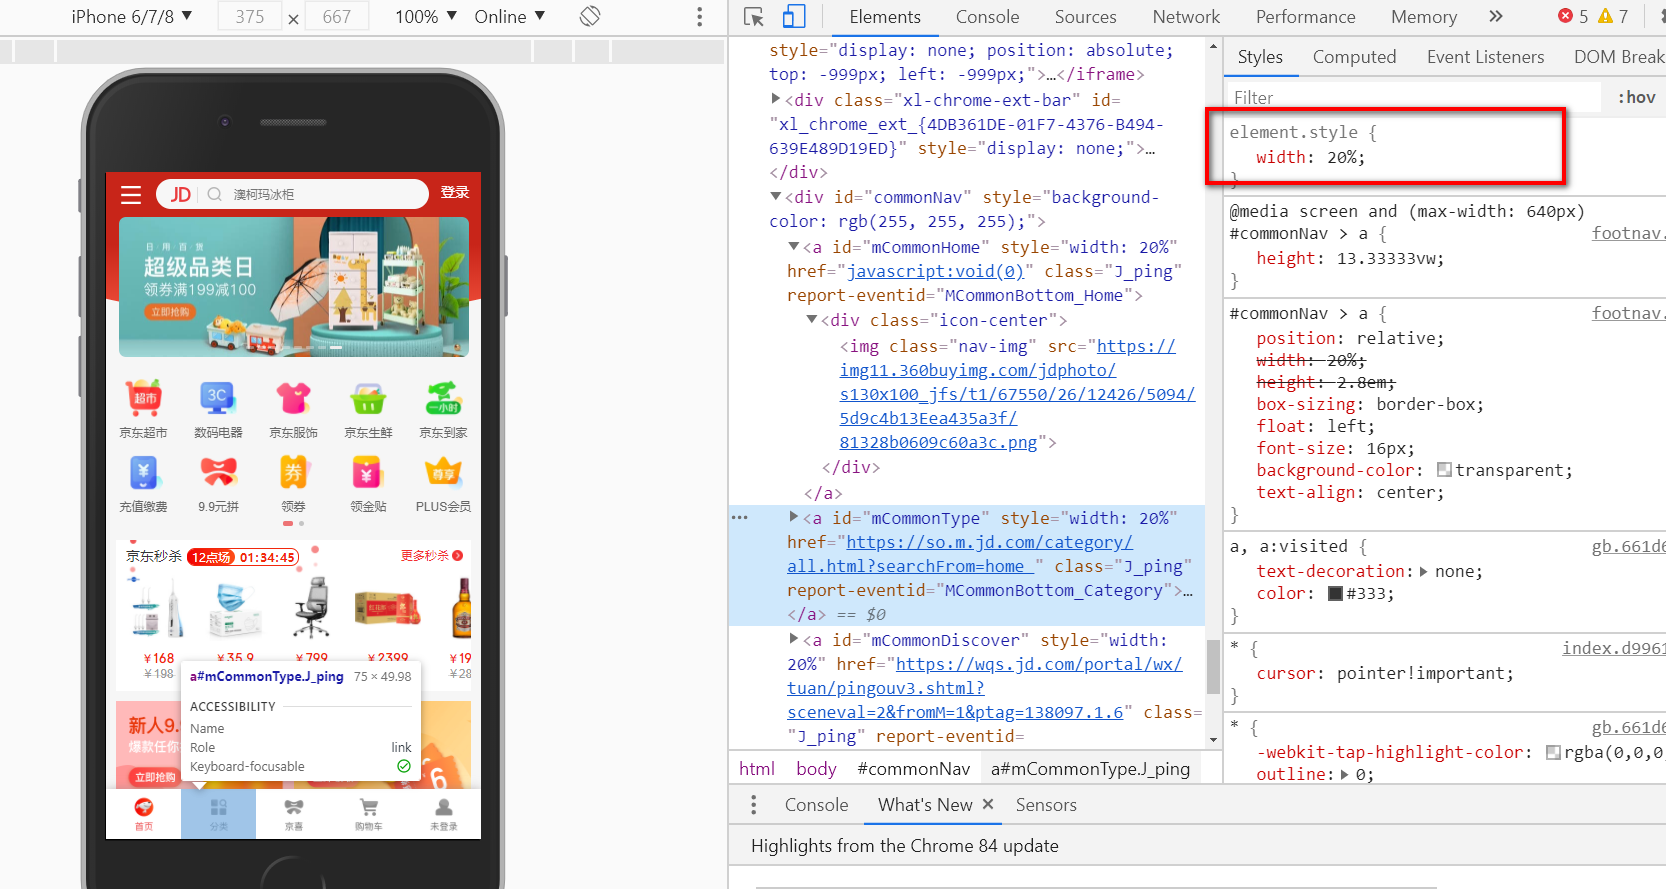 iPhone 6/7/8 ▼ 375 × 667 100% ▼ Online ▼
JD 澳柯玛冰柜 登录
日·用·百·货
超级品类日
领券满199减100
立即抢购
超市 3C 一小时
京东超市 数码电器 京东服饰 京东生鲜 京东到家
¥ 券 ¥ 尊享
充值缴费 9.9元拼 领券 领金贴 PLUS会员
京东秒杀 12点场 01:34:45 更多秒杀
¥168 ¥35.9 ¥799 ¥2399 ¥19
¥198 ¥28
a#mCommonType.J_ping 75 × 49.98
ACCESSIBILITY
Name
Role link
Keyboard-focusable
新人9.
爆款任你
立即抢购
首页 分类 京喜 购物车 未登录
Elements Console Sources Network Performance Memory » 5 7
style="display: none; position: absolute;
top: -999px; left: -999px;">…</iframe>
<div class="xl-chrome-ext-bar" id=
"xl_chrome_ext_{4DB361DE-01F7-4376-B494-
639E489D19ED}" style="display: none;">…
</div>
<div id="commonNav" style="background-
color: rgb(255, 255, 255);">
<a id="mCommonHome" style="width: 20%"
href="javascript:void(0)" class="J_ping"
report-eventid="MCommonBottom_Home">
<div class="icon-center">
<img class="nav-img" src="https://
img11.360buyimg.com/jdphoto/
s130x100_jfs/t1/67550/26/12426/5094/
5d9c4b13Eea435a3f/
81328b0609c60a3c.png">
</div>
</a>
… <a id="mCommonType" style="width: 20%"
href="https://so.m.jd.com/category/
all.html?searchFrom=home_" class="J_ping"
report-eventid="MCommonBottom_Category">…
</a> == $0
<a id="mCommonDiscover" style="width:
20%" href="https://wqs.jd.com/portal/wx/
tuan/pingouv3.shtml?
sceneval=2&fromM=1&ptag=138097.1.6" class=
"J_ping" report-eventid=
html body #commonNav a#mCommonType.J_ping
Styles Computed Event Listeners DOM Break
Filter :hov
element.style {
width: 20%;
}
@media screen and (max-width: 640px)
#commonNav > a { footnav.
height: 13.33333vw;
}
#commonNav > a { footnav.
position: relative;
width: 20%;
height: 2.8em;
box-sizing: border-box;
float: left;
font-size: 16px;
background-color: transparent;
text-align: center;
}
a, a:visited { gb.661d6
text-decoration: none;
color: #333;
}
* { index.d9961
cursor: pointer!important;
}
* { gb.661d6
-webkit-tap-highlight-color: rgba(0,0,0
outline: 0;
Console What's New × Sensors
Highlights from the Chrome 84 update